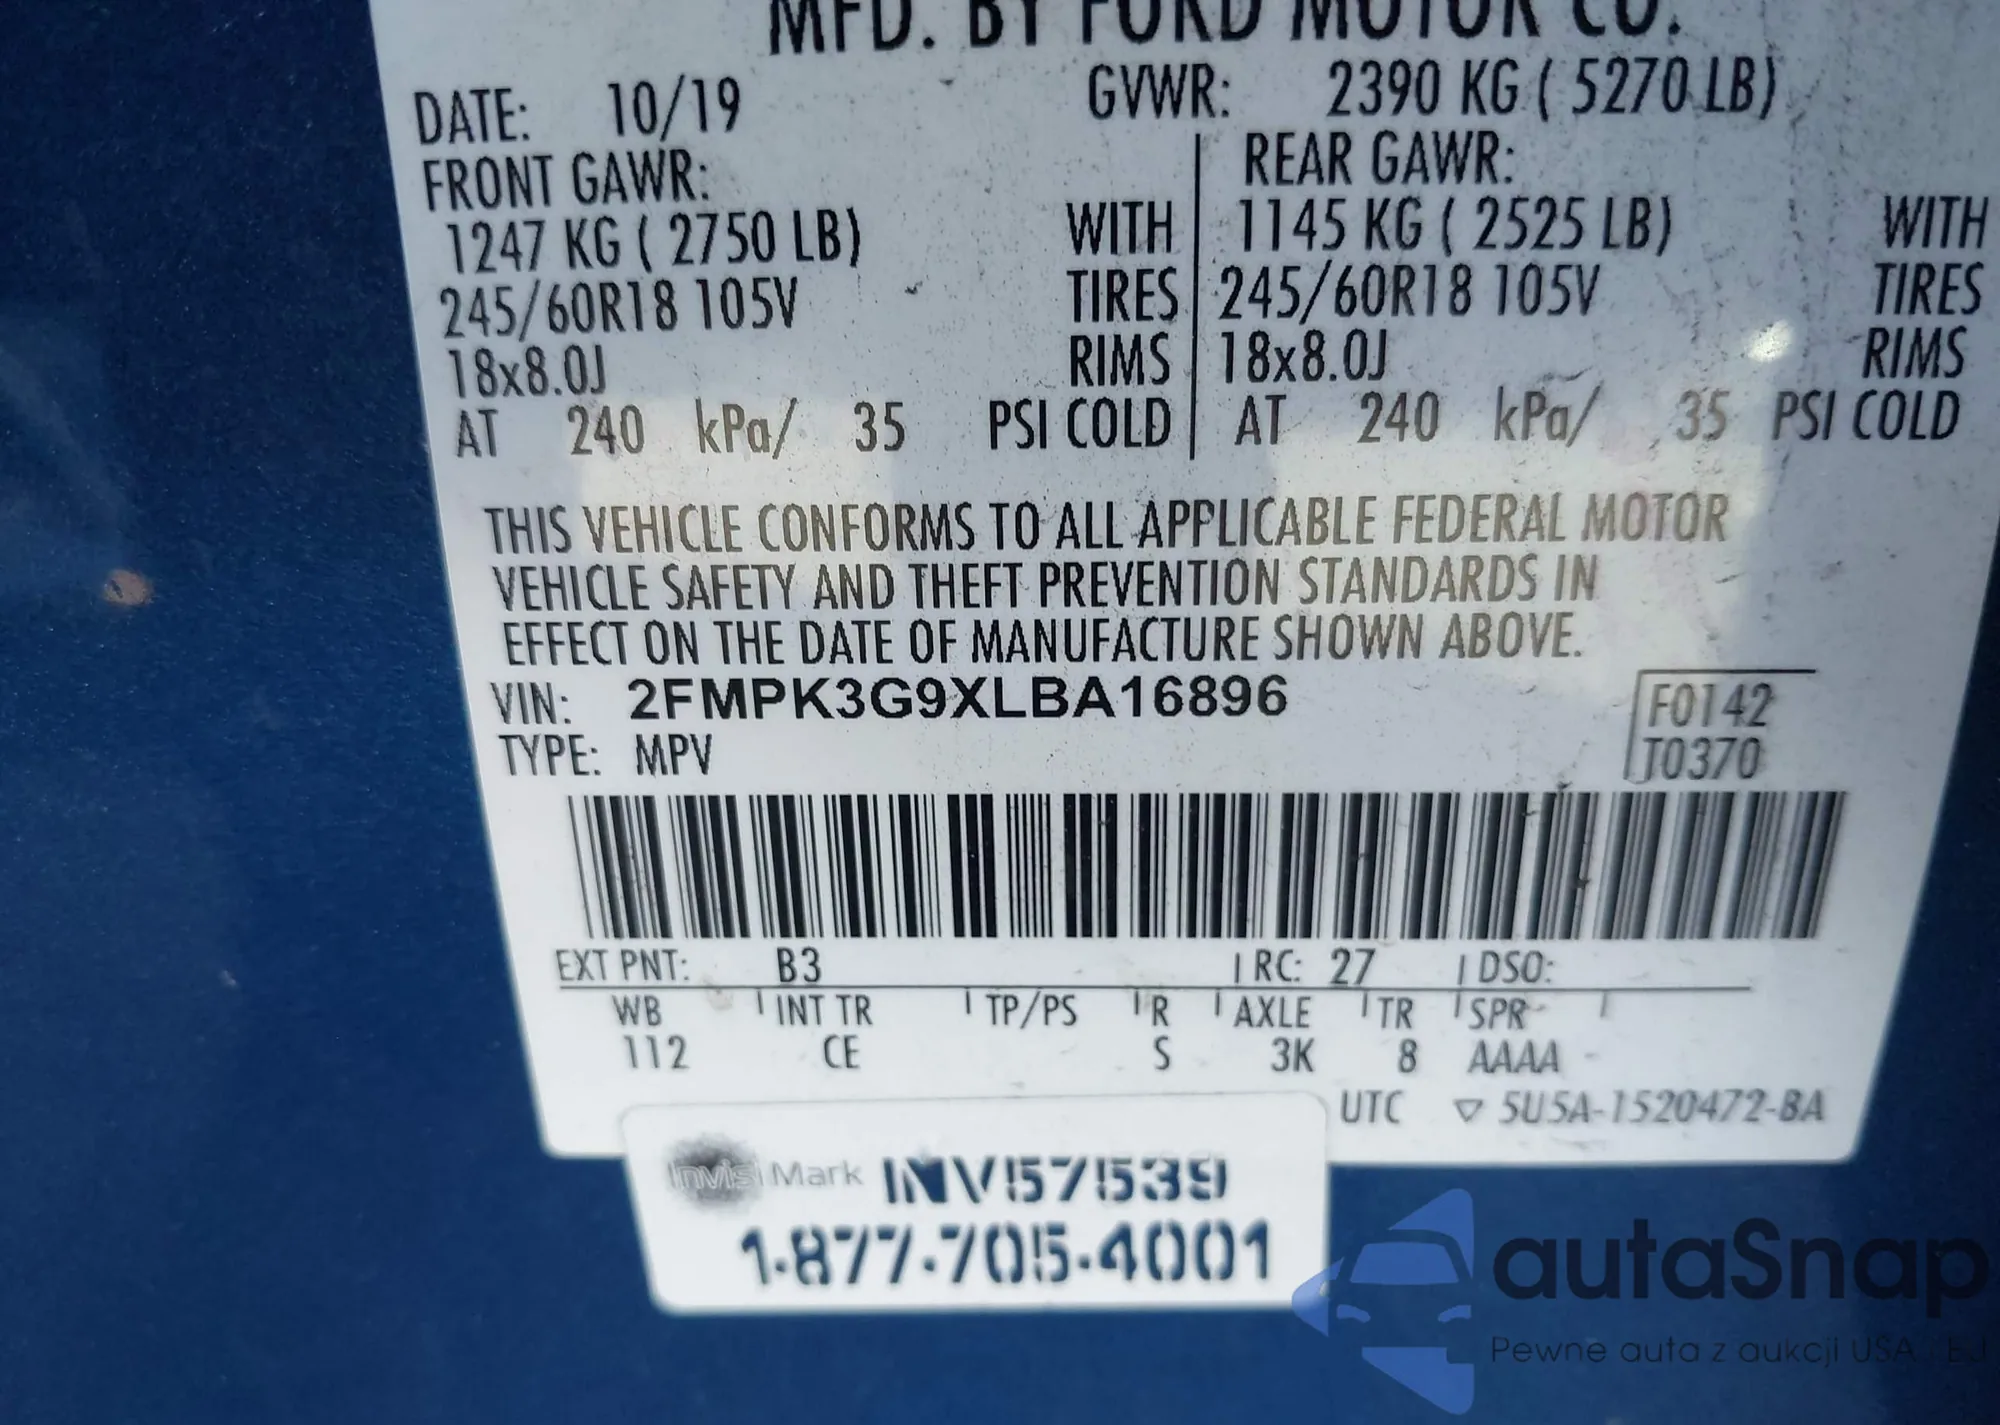 MFD. BY FORD MOTOR CO.
DATE: 10/19 GVWR: 2390 KG ( 5270 LB)
FRONT GAWR: REAR GAWR:
1247 KG ( 2750 LB) WITH 1145 KG ( 2525 LB) WITH
245/60R18 105V TIRES 245/60R18 105V TIRES
18x8.0J RIMS 18x8.0J RIMS
AT 240 kPa/ 35 PSI COLD AT 240 kPa/ 35 PSI COLD
THIS VEHICLE CONFORMS TO ALL APPLICABLE FEDERAL MOTOR
VEHICLE SAFETY AND THEFT PREVENTION STANDARDS IN
EFFECT ON THE DATE OF MANUFACTURE SHOWN ABOVE.
VIN: 2FMPK3G9XLBA16896 F0142
TYPE: MPV T0370
EXT PNT: B3 RC: 27 DSO:
WB INT TR TP/PS R AXLE TR SPR
112 CE S 3K 8 AAAA
UTC ▽ 5U5A-1520472-BA
InvisiMark INV57539
1-877-705-4001
autaSnap
Pewne auta z aukcji USA i EU